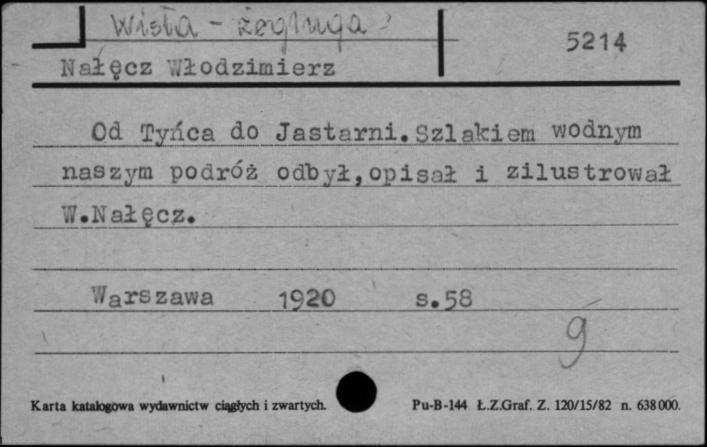 Wisła - żegluga
5214
Nałęcz Włodzimierz
Od Tyńca do Jastarni.Szlakiem wodnym
naszym podróż odbył,opisał i zilustrował
W.Nałęcz.
Warszawa 1920 s.58
g
Karta katalogowa wydawnictw ciągłych i zwartych. Pu-B-144 Ł.Z.Graf. Z. 120/15/82 n. 638000.